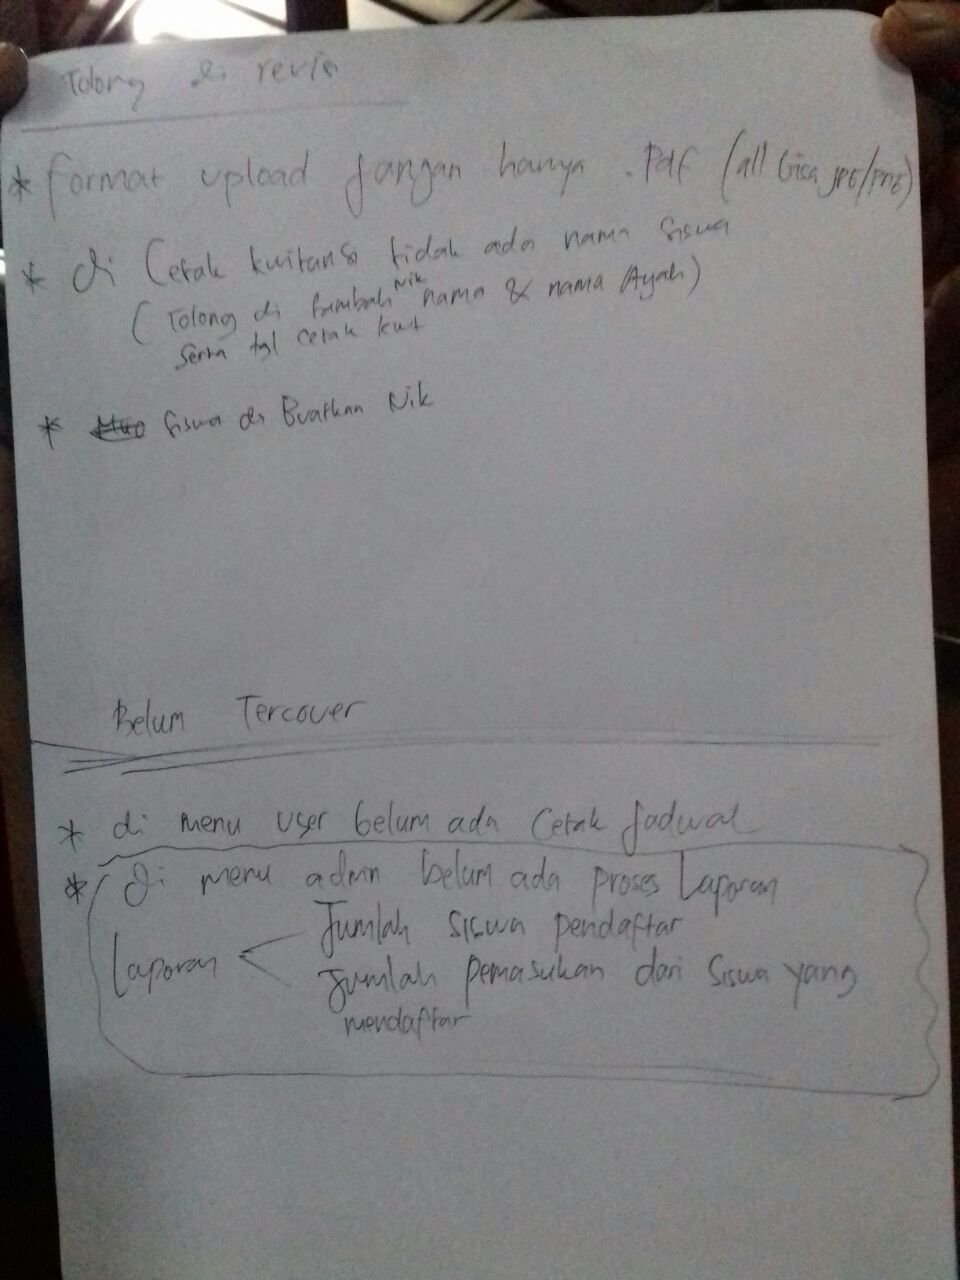 Tolong di revis
* format upload jangan hanya .Pdf (all bisa JPG/PNG)
* di Cetak kwitansi tidak ada nama siswa
(Tolong di tambah Nik nama & nama Ayah)
Serta tgl cetak kwt
* siswa di Buatkan Nik
Belum Tercover
* di menu user belum ada Cetak Jadwal
* di menu admin belum ada proses Laporan
Laporan
Jumlah siswa pendaftar
Jumlah pemasukan dari siswa yang
mendaftar